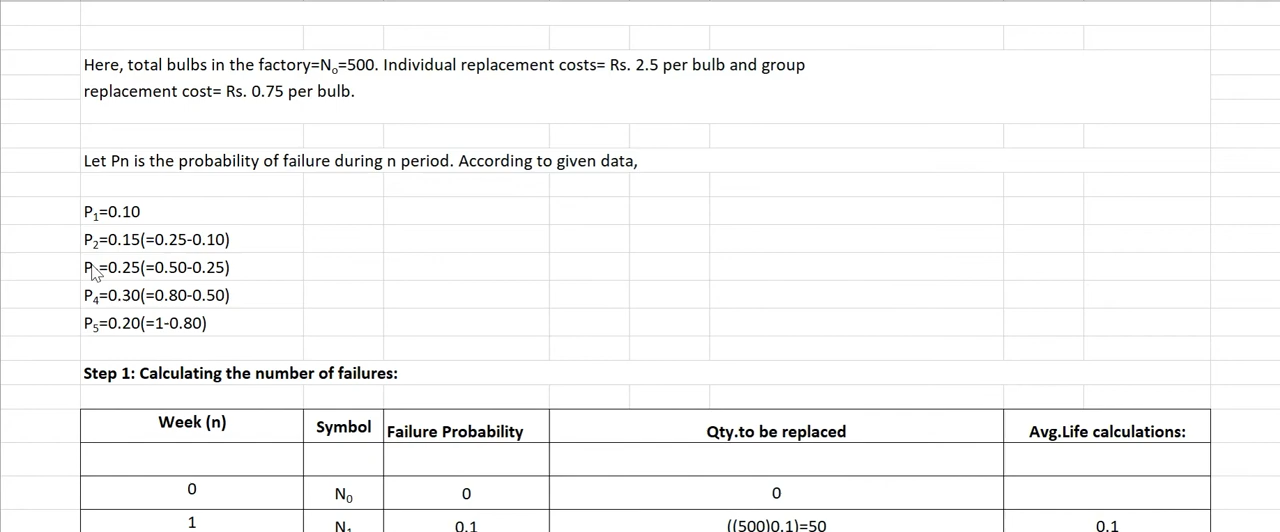 Here, total bulbs in the factory=N₀=500. Individual replacement costs= Rs. 2.5 per bulb and group
replacement cost= Rs. 0.75 per bulb.
Let Pn is the probability of failure during n period. According to given data,
P₁=0.10
P₂=0.15(=0.25-0.10)
P =0.25(=0.50-0.25)
P₄=0.30(=0.80-0.50)
P₅=0.20(=1-0.80)
Step 1: Calculating the number of failures:
Week (n) Symbol Failure Probability Qty.to be replaced Avg.Life calculations:
0 N₀ 0 0
1 N₁ 0.1 ((500)0.1)=50 0.1